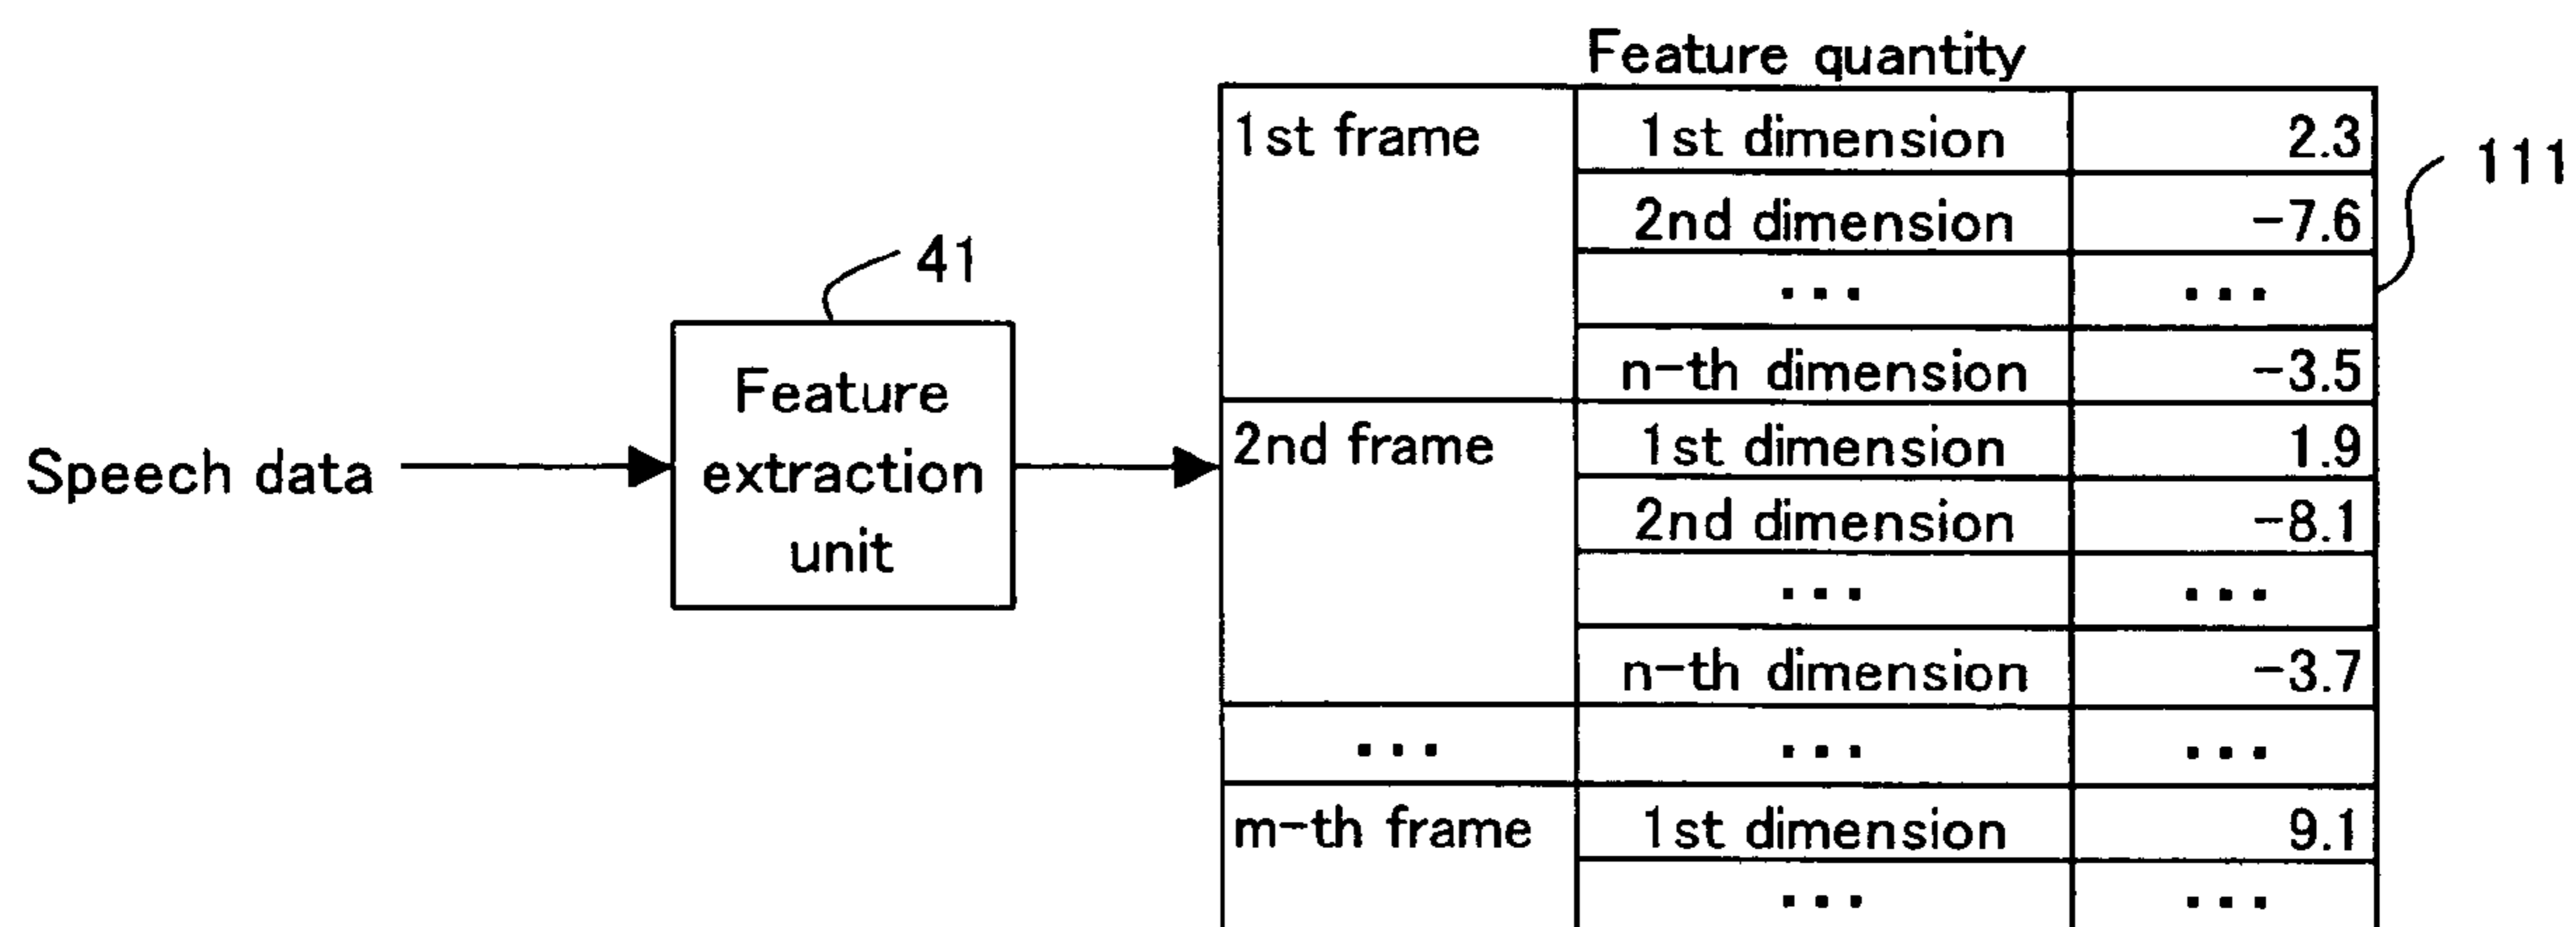 Feature quantity
1st frame 1st dimension 2.3
111
2nd dimension -7.6
... ...
n-th dimension -3.5
41
Feature
extraction
unit
Speech data
2nd frame 1st dimension 1.9
2nd dimension -8.1
... ...
n-th dimension -3.7
... ... ...
m-th frame 1st dimension 9.1
... ...